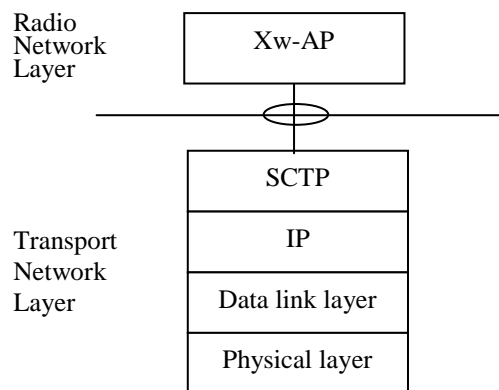 Radio
Network
Layer
Xw-AP
SCTP
IP
Data link layer
Physical layer
Transport
Network
Layer